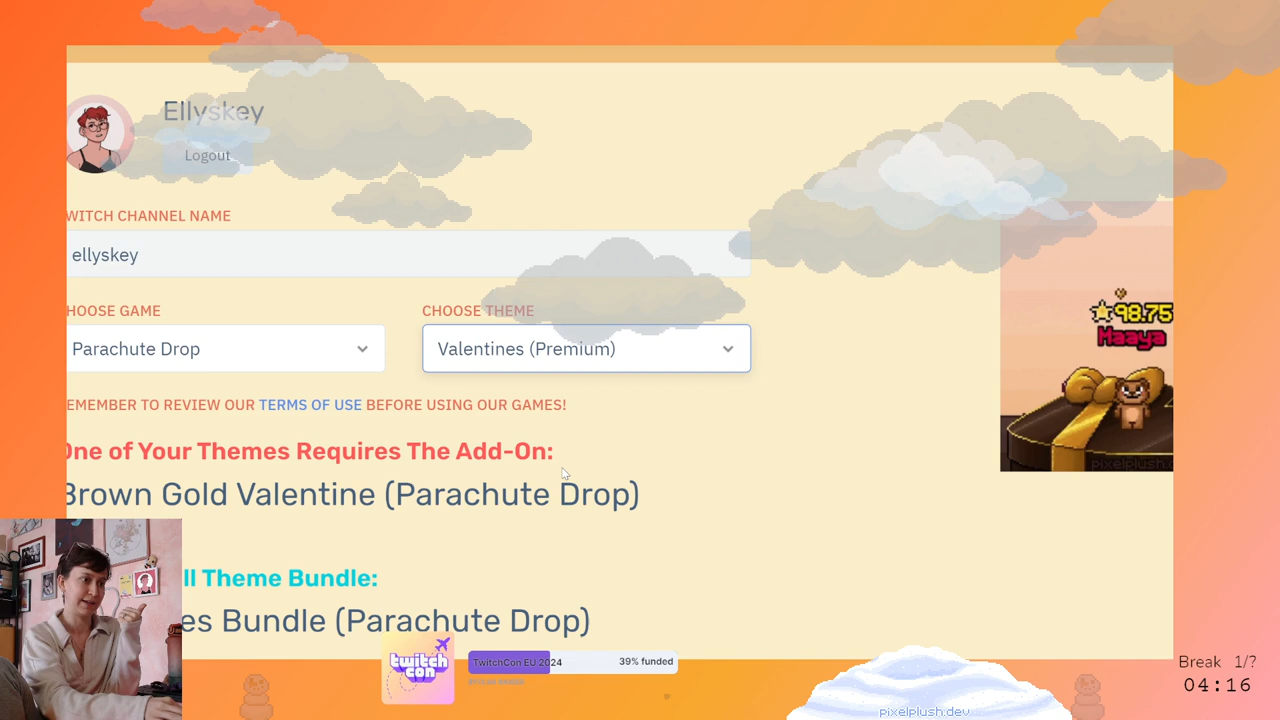 Ellyskey
Logout
WITCH CHANNEL NAME
ellyskey
HOOSE GAME
CHOOSE THEME
Parachute Drop
Valentines (Premium)
98.75
Maaya
EMEMBER TO REVIEW OUR TERMS OF USE BEFORE USING OUR GAMES!
One of Your Themes Requires The Add-On:
pixelplush.d
Brown Gold Valentine (Parachute Drop)
ll Theme Bundle:
es Bundle (Parachute Drop)
twitch
con
TwitchCon EU 2024
39% funded
Break 1/?
04:16
pixelplush.dev